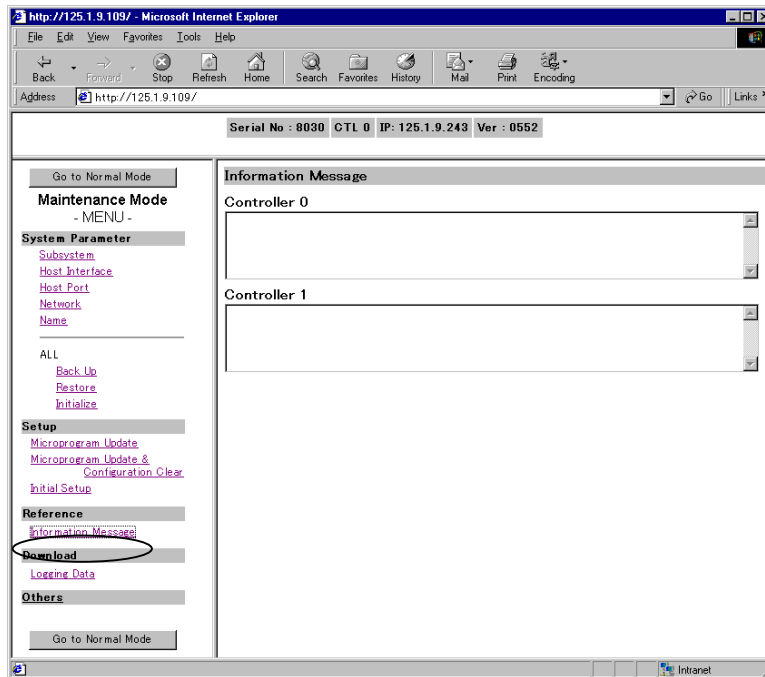 http://125.1.9.109/ - Microsoft Internet Explorer
File Edit View Favorites Tools Help
Back Forward Stop Refresh Home Search Favorites History Mail Print Encoding
Address http://125.1.9.109/ Go Links
Serial No : 8030 CTL 0 IP: 125.1.9.243 Ver : 0552
Go to Normal Mode
Maintenance Mode
- MENU -
System Parameter
Subsystem
Host Interface
Host Port
Network
Name
ALL
Back Up
Restore
Initialize
Setup
Microprogram Update
Microprogram Update &
Configuration Clear
Initial Setup
Reference
Information Message
Download
Logging Data
Others
Go to Normal Mode
Information Message
Controller 0
Controller 1
Intranet